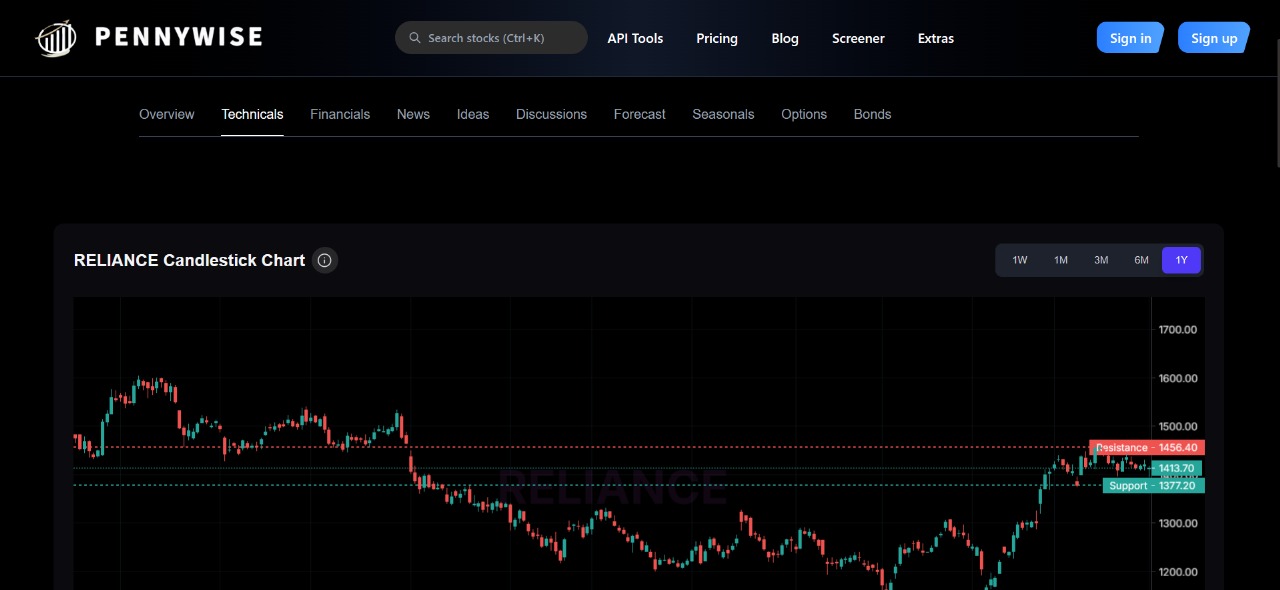 PENNYWISE
Search stocks (Ctrl+K)
API Tools
Pricing
Blog
Screener
Extras
Sign in
Sign up
Overview
Technicals
Financials
News
Ideas
Discussions
Forecast
Seasonals
Options
Bonds
RELIANCE Candlestick Chart
1W
1M
3M
6M
1Y
1700.00
1600.00
1500.00
Resistance - 1456.40
1413.70
Support - 1377.20
RELIANCE
1300.00
1200.00